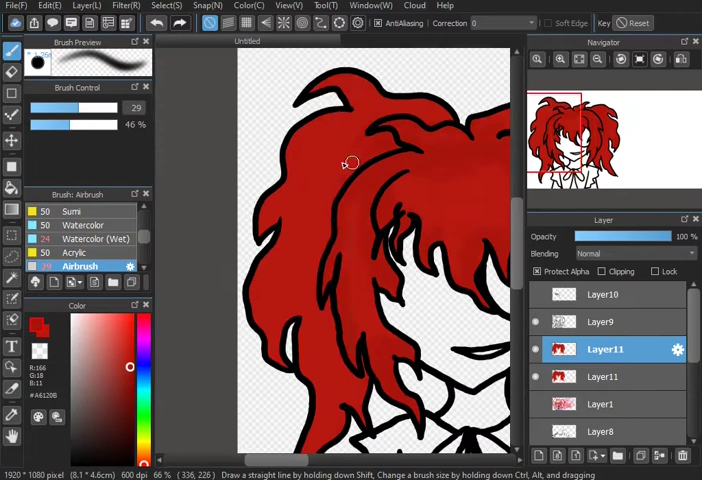 File(F) Edit(E) Layer(L) Filter(R) Select(S) Snap(N) Color(C) View(V) Tool(T) Window(W) Cloud Help
AntiAliasing Correction 0 Soft Edge Key Reset
Brush Preview
Untitled
Navigator
Brush Control
29
46 %
Brush: Airbrush
50 Sumi
50 Watercolor
24 Watercolor (Wet)
50 Acrylic
29 Airbrush
Color
R:166
G:18
B:11
#A6120B
Layer
Opacity 100 %
Blending Normal
Protect Alpha Clipping Lock
Layer10
Layer9
Layer11
Layer11
Layer1
Layer8
1920 * 1080 pixel (8.1 * 4.6cm) 600 dpi 66 % ( 336, 226 ) Draw a straight line by holding down Shift, Change a brush size by holding down Ctrl, Alt, and dragging